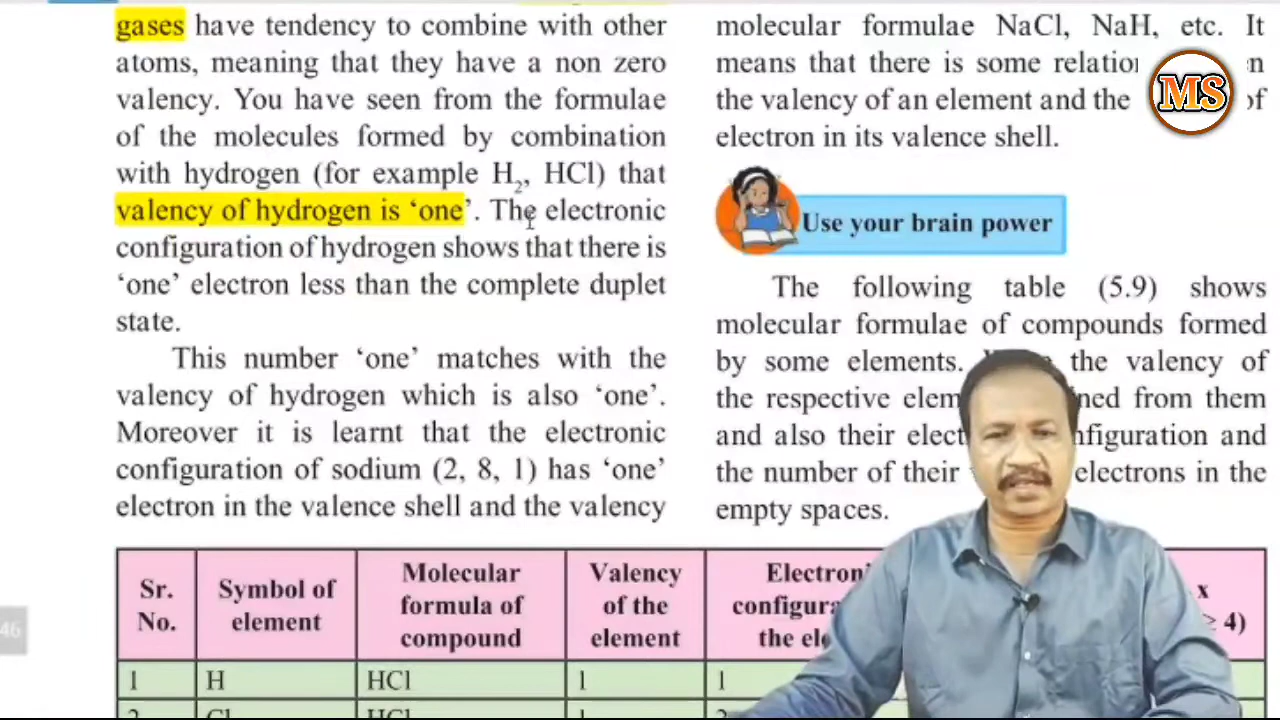 gases have tendency to combine with other
atoms, meaning that they have a non zero
valency. You have seen from the formulae
of the molecules formed by combination
with hydrogen (for example H₂, HCl) that
valency of hydrogen is ‘one’. The electronic
configuration of hydrogen shows that there is
‘one’ electron less than the complete duplet
state.
This number ‘one’ matches with the
valency of hydrogen which is also ‘one’.
Moreover it is learnt that the electronic
configuration of sodium (2, 8, 1) has ‘one’
electron in the valence shell and the valency
molecular formulae NaCl, NaH, etc. It
means that there is some
the valency of an element and the of
electron in its valence shell.
MS
Use your brain power
The following table (5.9) shows
molecular formulae of compounds formed
by some elements. the valency of
the respective from them
and also their and
the number of their electrons in the
empty spaces.
Sr. No.
Symbol of element
Molecular formula of compound
Valency of the element
the
x
≥ 4)
1 H HCl 1 1
HCl
46